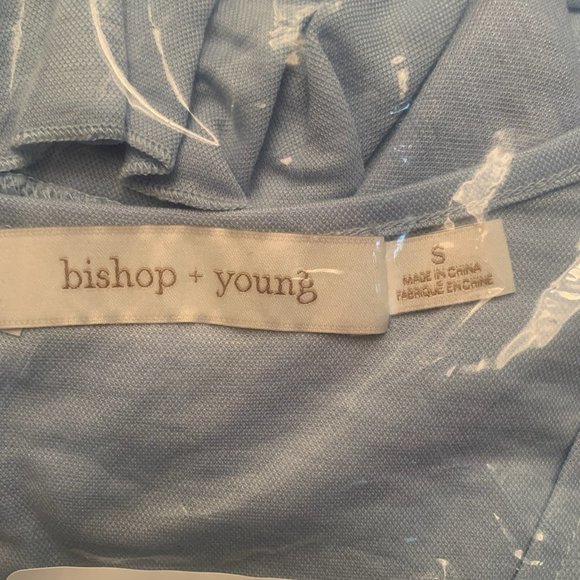 bishop + young
S
MADE IN CHINA
FABRIQUÉ EN CHINE